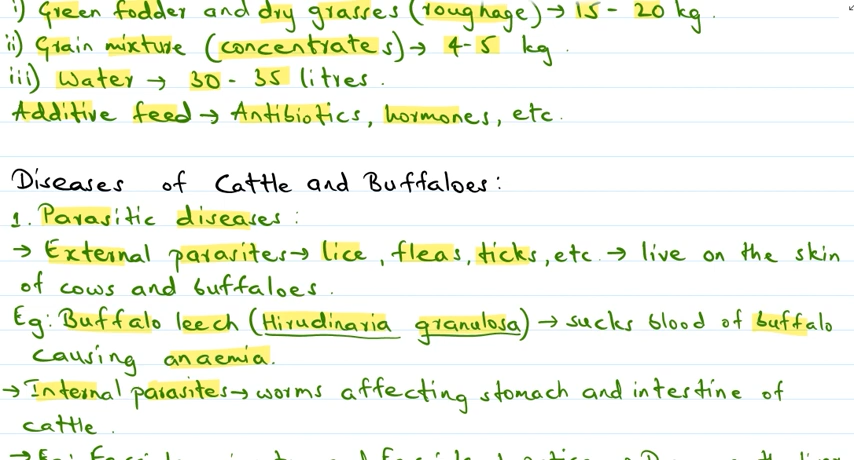 i) Green fodder and dry grasses (roughage) → 15 - 20 kg.
ii) Grain mixture (concentrates) → 4-5 kg.
iii) Water → 30 - 35 litres.
Additive feed → Antibiotics, hormones, etc.
Diseases of Cattle and Buffaloes:
1. Parasitic diseases:
→ External parasites → lice, fleas, ticks, etc. → live on the skin
of cows and buffaloes.
Eg: Buffalo leech (Hirudinaria granulosa) → sucks blood of buffalo
causing anaemia.
→ Internal parasites → worms affecting stomach and intestine of
cattle.